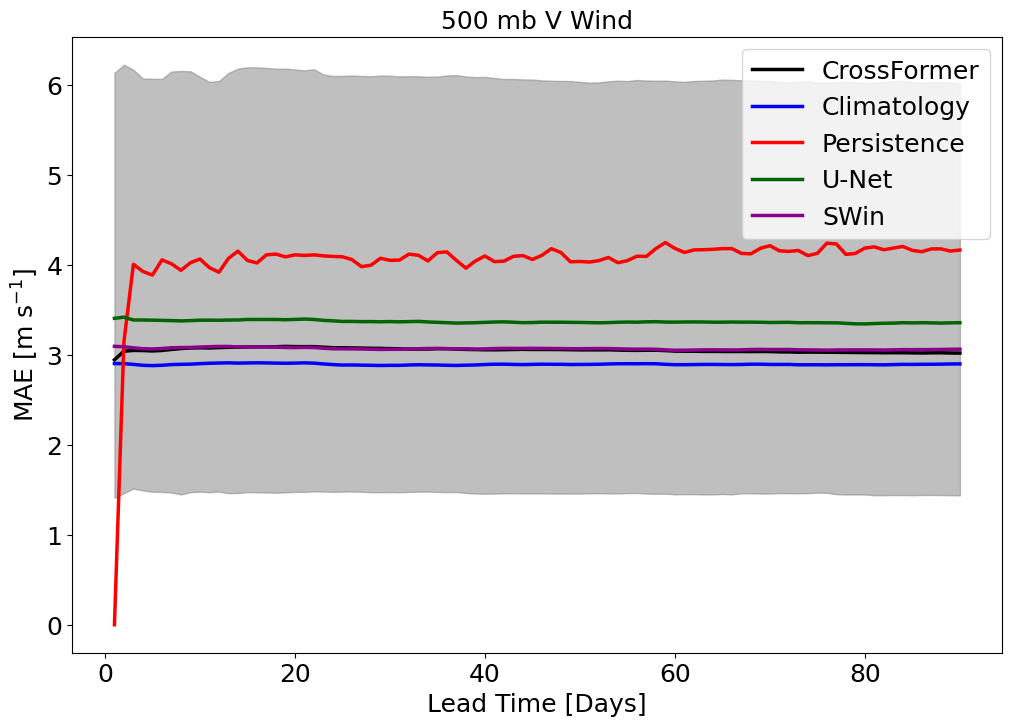 500 mb V Wind
MAE [m s⁻¹]
6
5
4
3
2
1
0
CrossFormer
Climatology
Persistence
U-Net
SWin
0 20 40 60 80
Lead Time [Days]